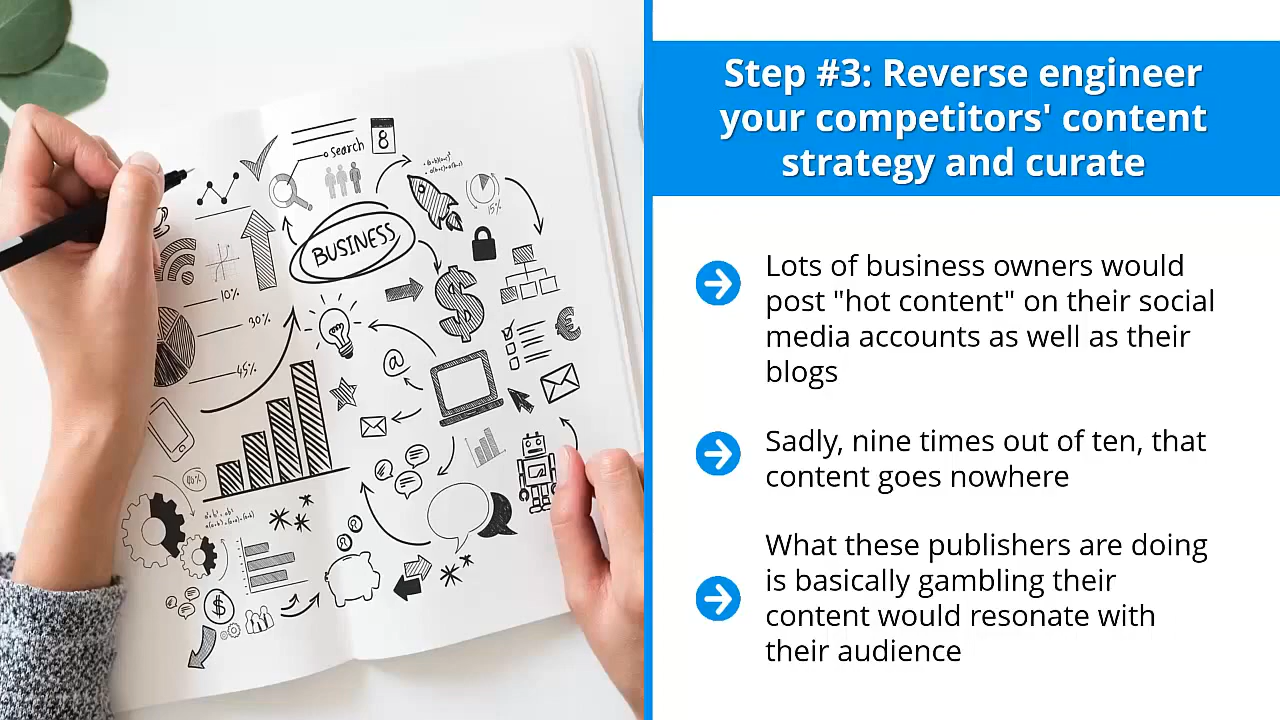 Step #3: Reverse engineer
your competitors' content
strategy and curate
Lots of business owners would
post "hot content" on their social
media accounts as well as their
blogs
Sadly, nine times out of ten, that
content goes nowhere
What these publishers are doing
is basically gambling their
content would resonate with
their audience
search
8
BUSINESS
15%
10%
30%
45%
@
$
€
$